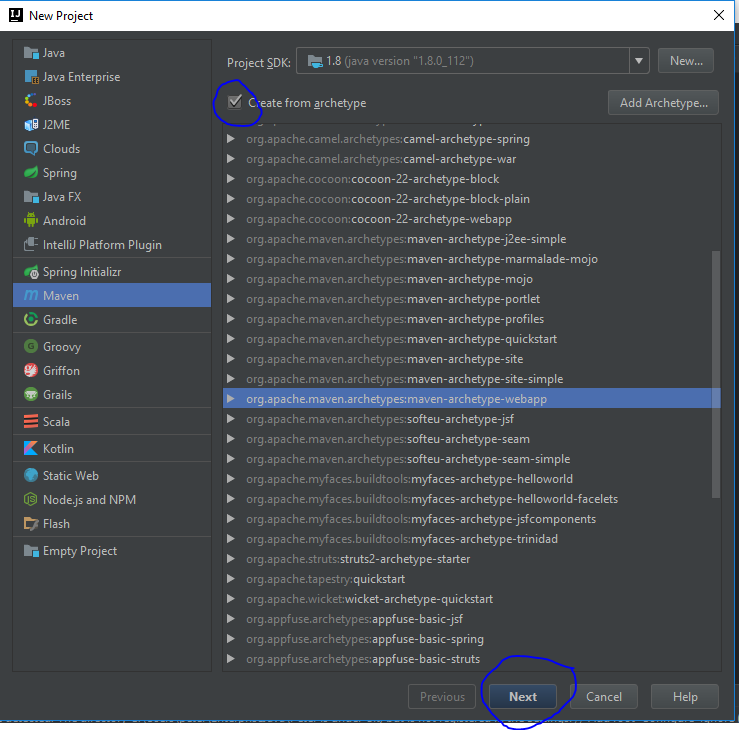 New Project
Java
Java Enterprise
JBoss
J2ME
Clouds
Spring
Java FX
Android
IntelliJ Platform Plugin
Spring Initializr
Maven
Gradle
Groovy
Griffon
Grails
Scala
Kotlin
Static Web
Node.js and NPM
Flash
Empty Project
Project SDK: 1.8 (java version "1.8.0_112") New...
Create from archetype Add Archetype...
org.apache.camel.archetypes:camel-archetype-spring
org.apache.camel.archetypes:camel-archetype-war
org.apache.cocoon:cocoon-22-archetype-block
org.apache.cocoon:cocoon-22-archetype-block-plain
org.apache.cocoon:cocoon-22-archetype-webapp
org.apache.maven.archetypes:maven-archetype-j2ee-simple
org.apache.maven.archetypes:maven-archetype-marmalade-mojo
org.apache.maven.archetypes:maven-archetype-mojo
org.apache.maven.archetypes:maven-archetype-portlet
org.apache.maven.archetypes:maven-archetype-profiles
org.apache.maven.archetypes:maven-archetype-quickstart
org.apache.maven.archetypes:maven-archetype-site
org.apache.maven.archetypes:maven-archetype-site-simple
org.apache.maven.archetypes:maven-archetype-webapp
org.apache.maven.archetypes:softeu-archetype-jsf
org.apache.maven.archetypes:softeu-archetype-seam
org.apache.maven.archetypes:softeu-archetype-seam-simple
org.apache.myfaces.buildtools:myfaces-archetype-helloworld
org.apache.myfaces.buildtools:myfaces-archetype-helloworld-facelets
org.apache.myfaces.buildtools:myfaces-archetype-jsfcomponents
org.apache.myfaces.buildtools:myfaces-archetype-trinidad
org.apache.struts:struts2-archetype-starter
org.apache.tapestry:quickstart
org.apache.wicket:wicket-archetype-quickstart
org.appfuse.archetypes:appfuse-basic-jsf
org.appfuse.archetypes:appfuse-basic-spring
org.appfuse.archetypes:appfuse-basic-struts
Previous Next Cancel Help